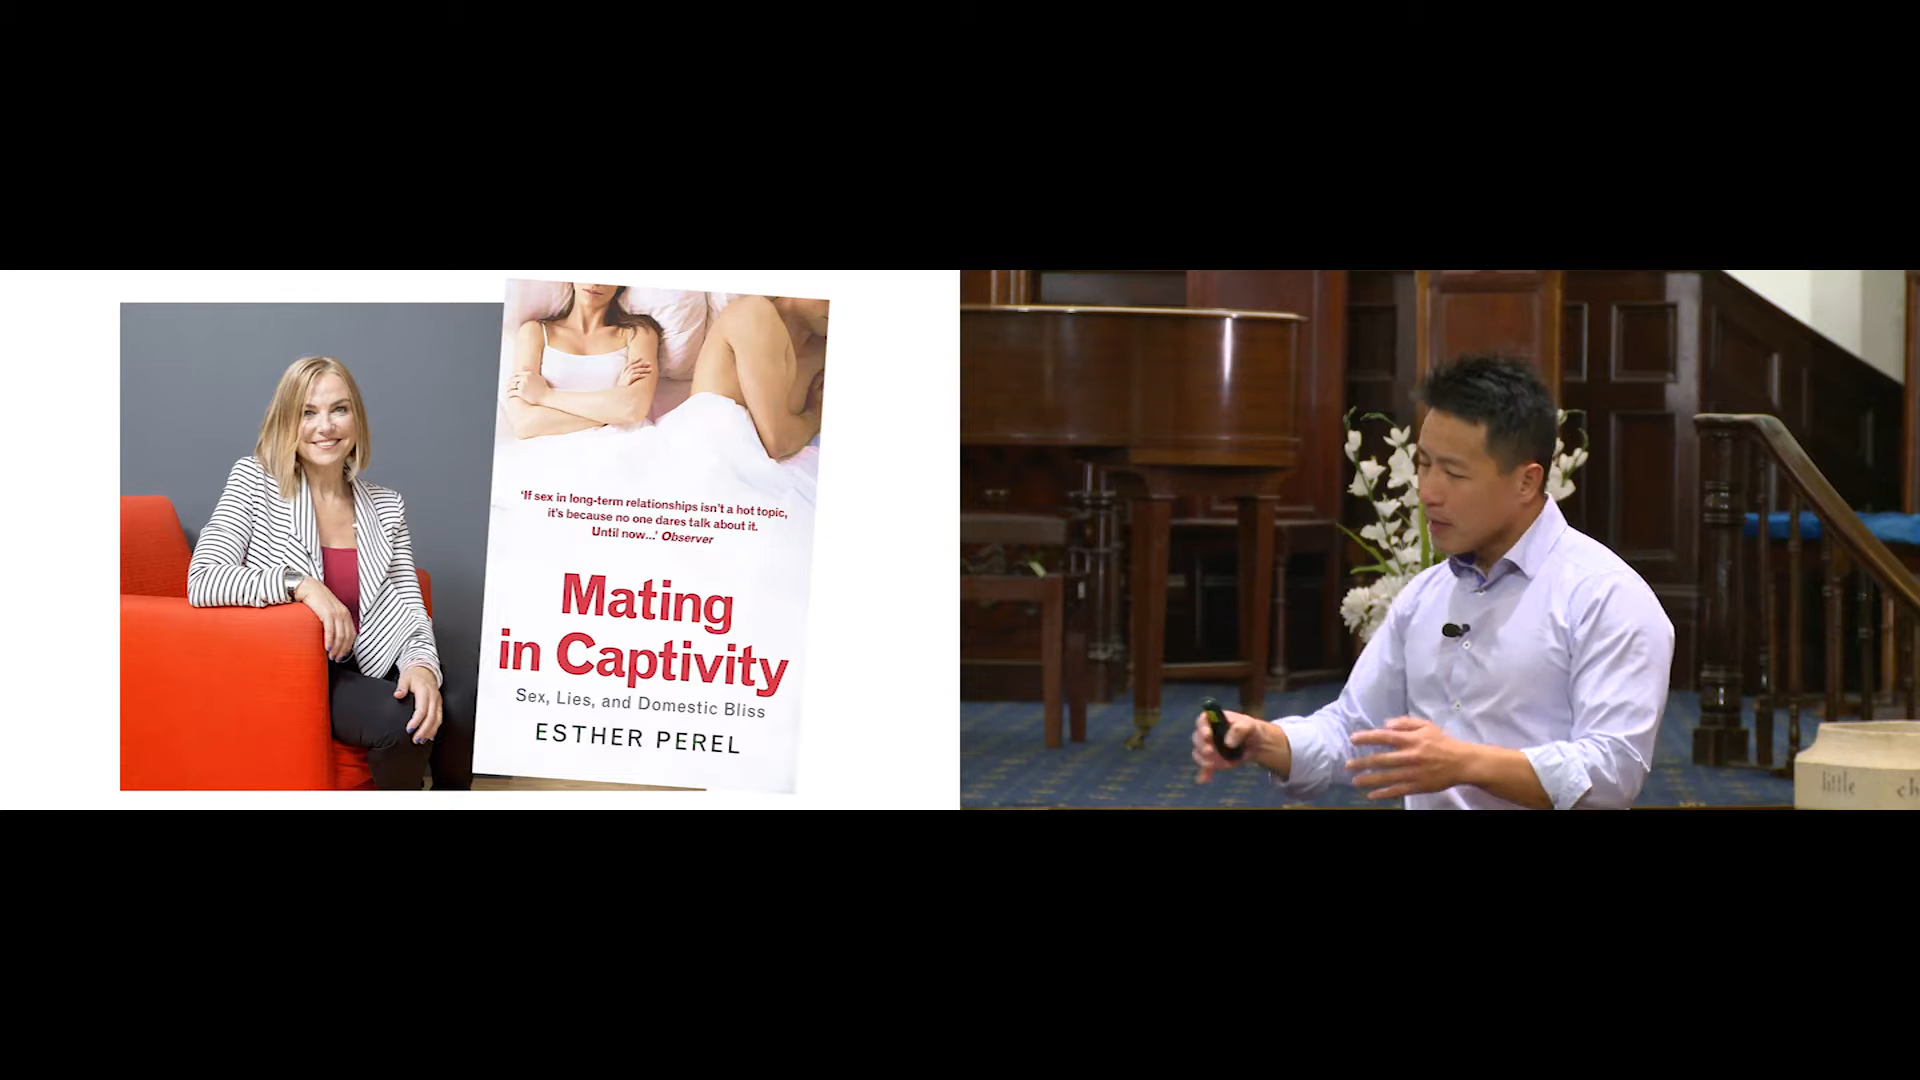 'If sex in long-term relationships isn't a hot topic,
it's because no one dares talk about it.
Until now...' Observer
Mating
in Captivity
Sex, Lies, and Domestic Bliss
ESTHER PEREL
little